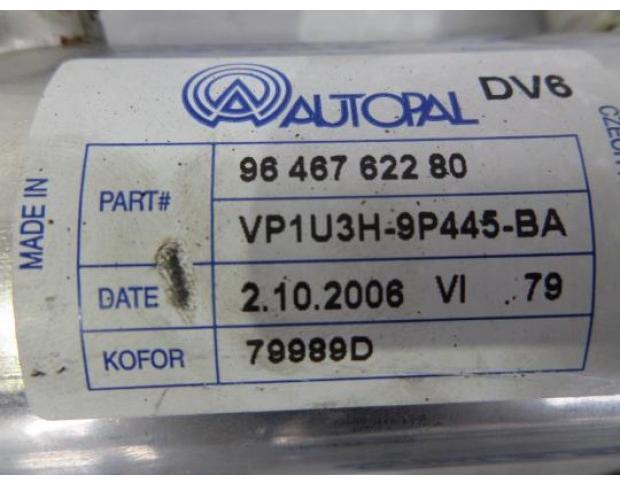 AUTOPAL DV6
MADE IN
CZECH
PART# 96 467 622 80
VP1U3H-9P445-BA
DATE 2.10.2006 VI .79
KOFOR 79989D